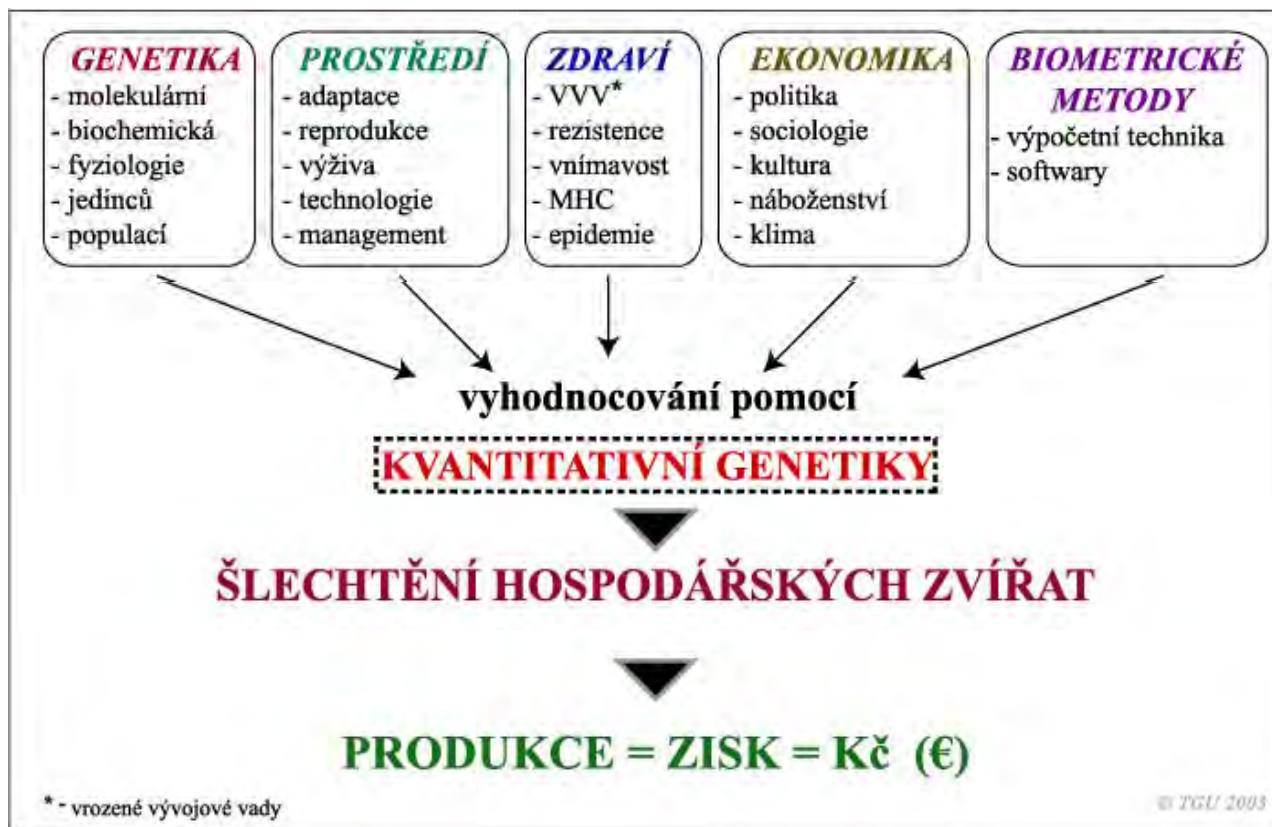 GENETIKA
- molekulární
- biochemická
- fyziologie
- jedinců
- populací
PROSTŘEDÍ
- adaptace
- reprodukce
- výživa
- technologie
- management
ZDRAVÍ
- VVV*
- rezistence
- vnímavost
- MHC
- epidemie
EKONOMIKA
- politika
- sociologie
- kultura
- náboženství
- klima
BIOMETRICKÉ
METODY
- výpočetní technika
- softwary
vyhodnocování pomocí
KVANTITATIVNÍ GENETIKY
ŠLECHTĚNÍ HOSPODÁŘSKÝCH ZVÍŘAT
PRODUKCE = ZISK = Kč (€)
* - vrozené vývojové vady
© TGU 2003